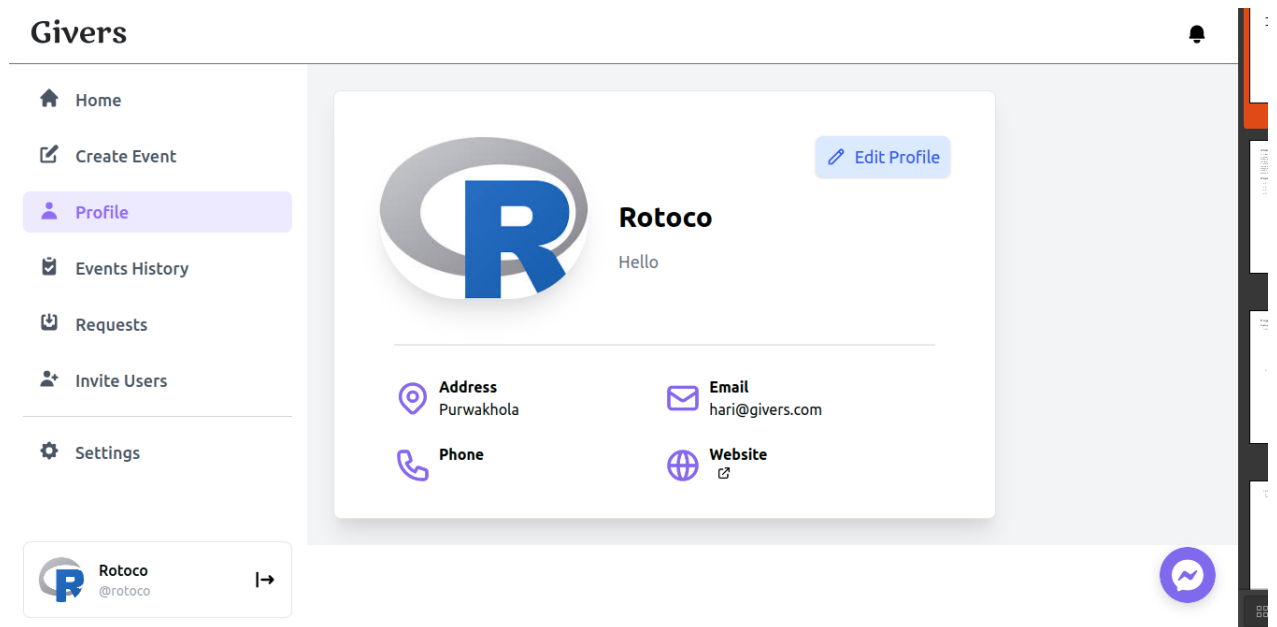 Givers
Home
Create Event
Profile
Events History
Requests
Invite Users
Settings
Rotoco
@rotoco
R
Edit Profile
Rotoco
Hello
Address
Purwakhola
Email
hari@givers.com
Phone
Website